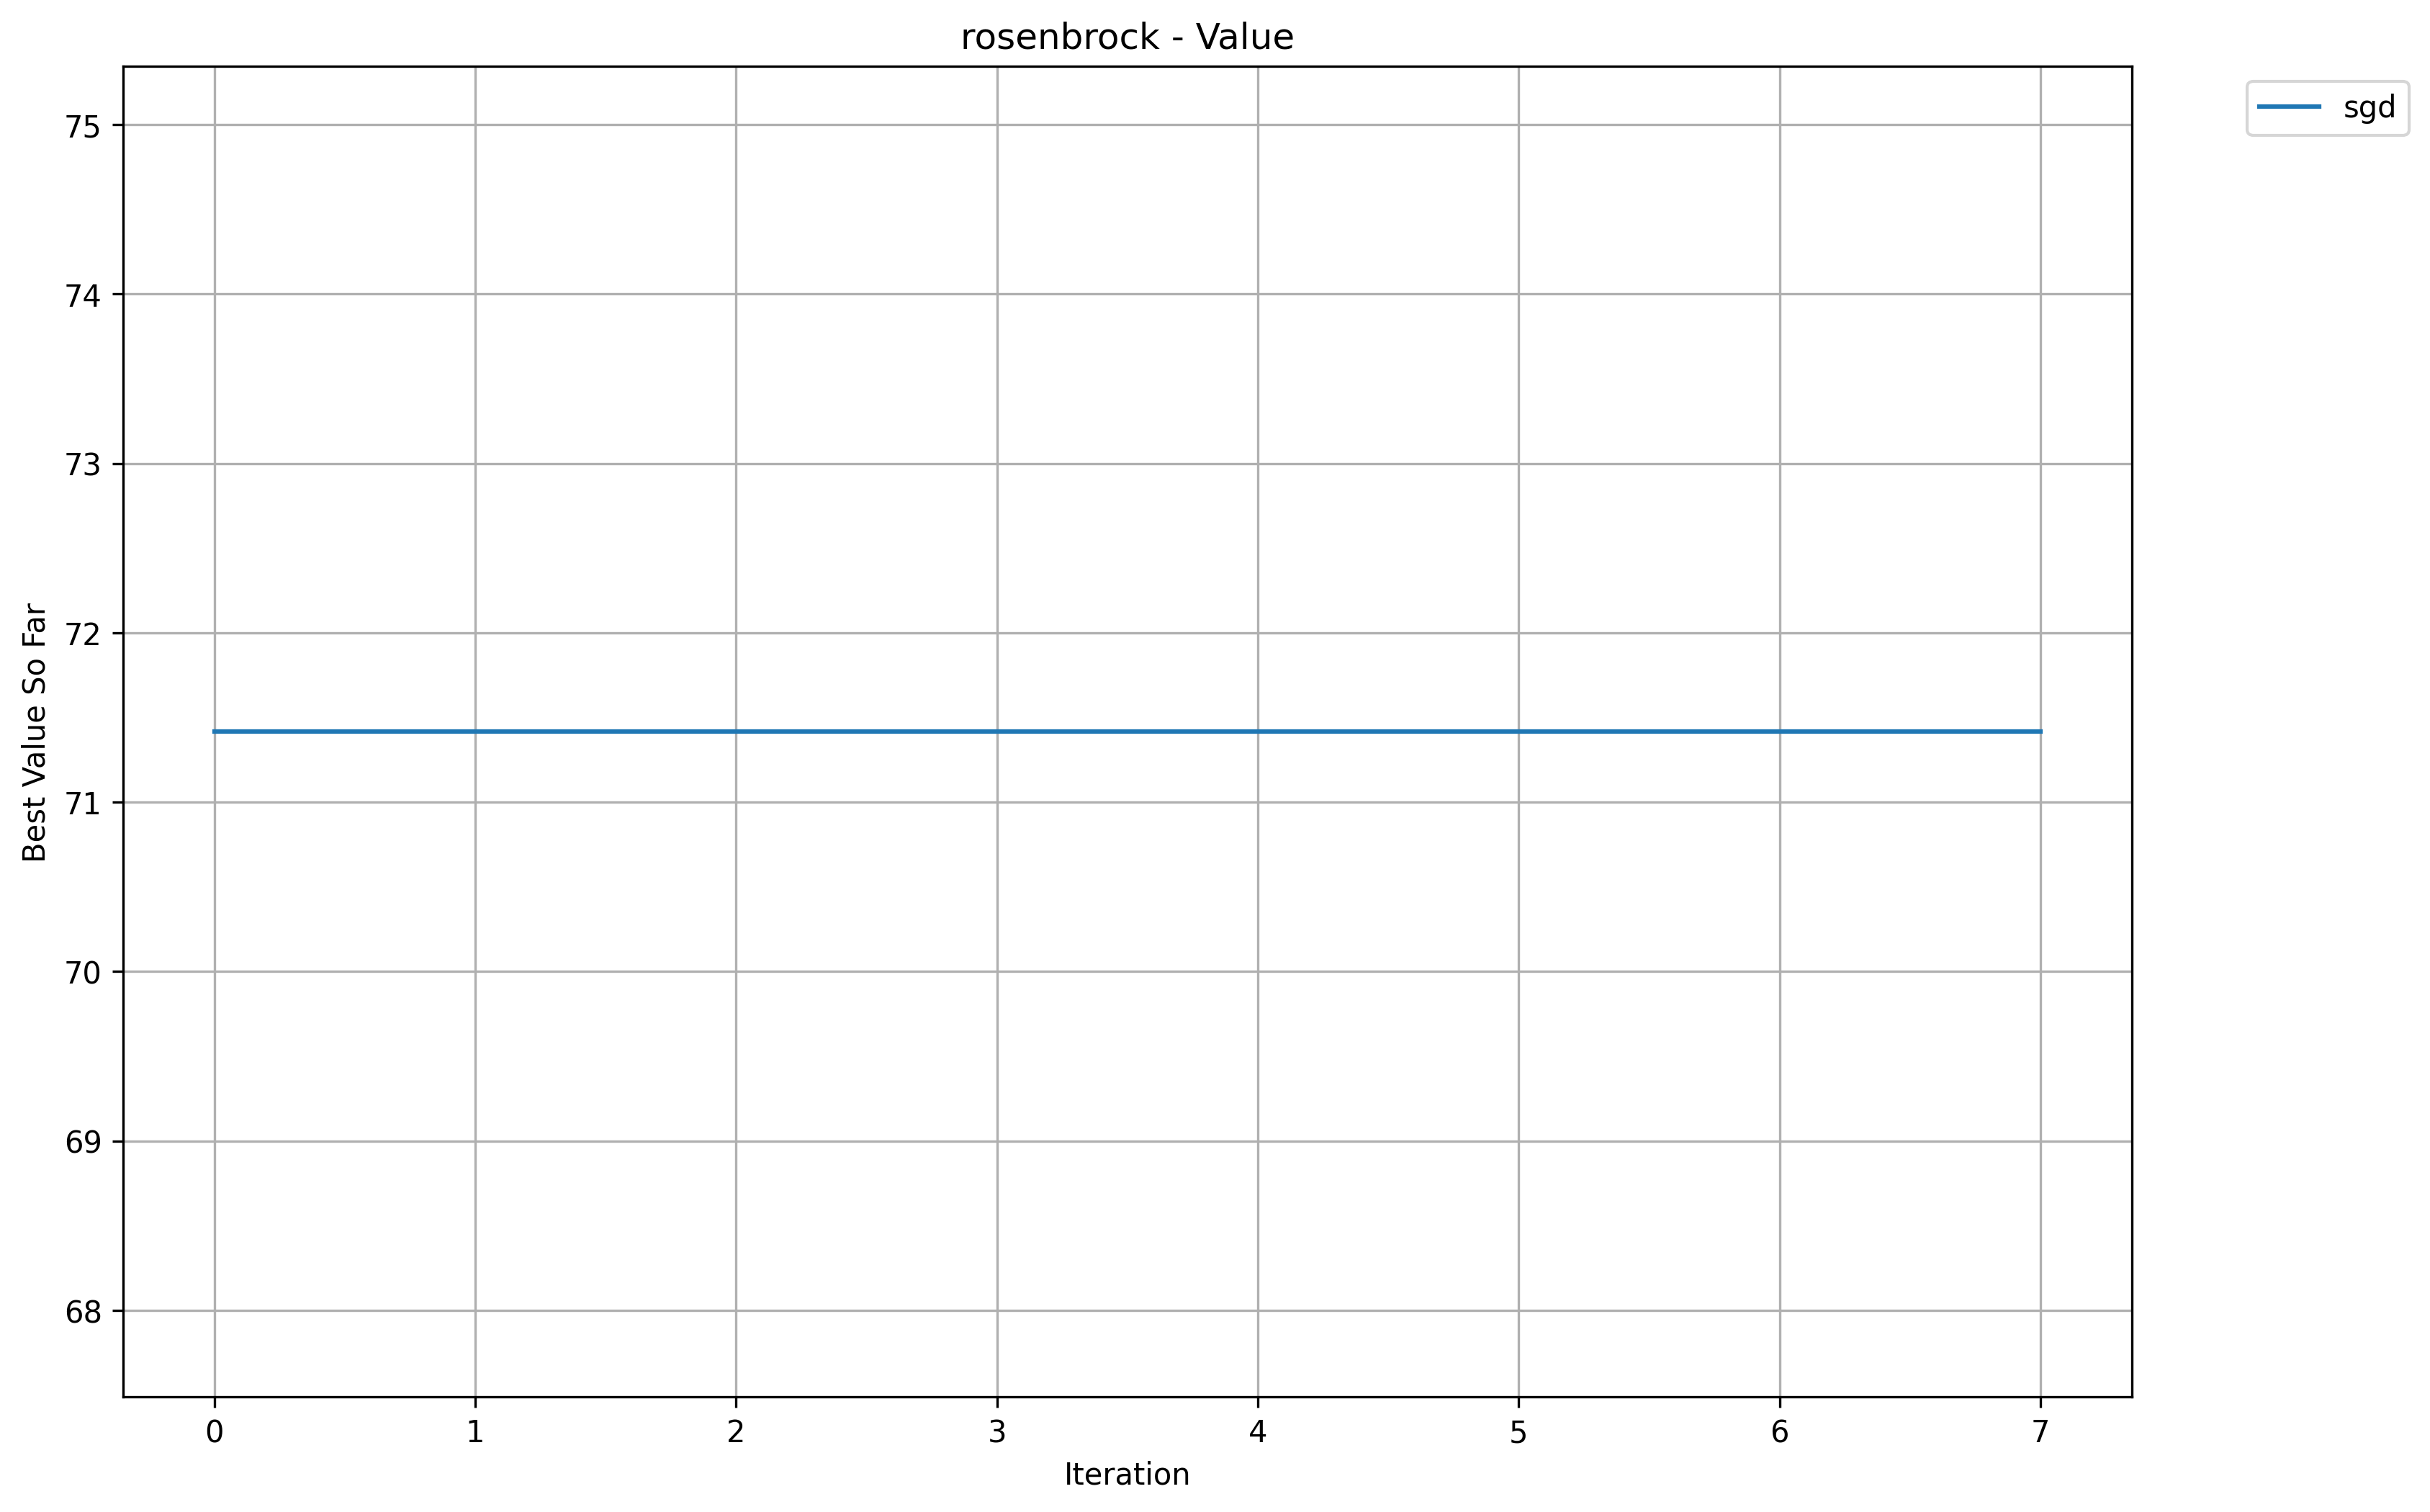 rosenbrock - Value
sgd
Best Value So Far
75
74
73
72
71
70
69
68
0 1 2 3 4 5 6 7
Iteration